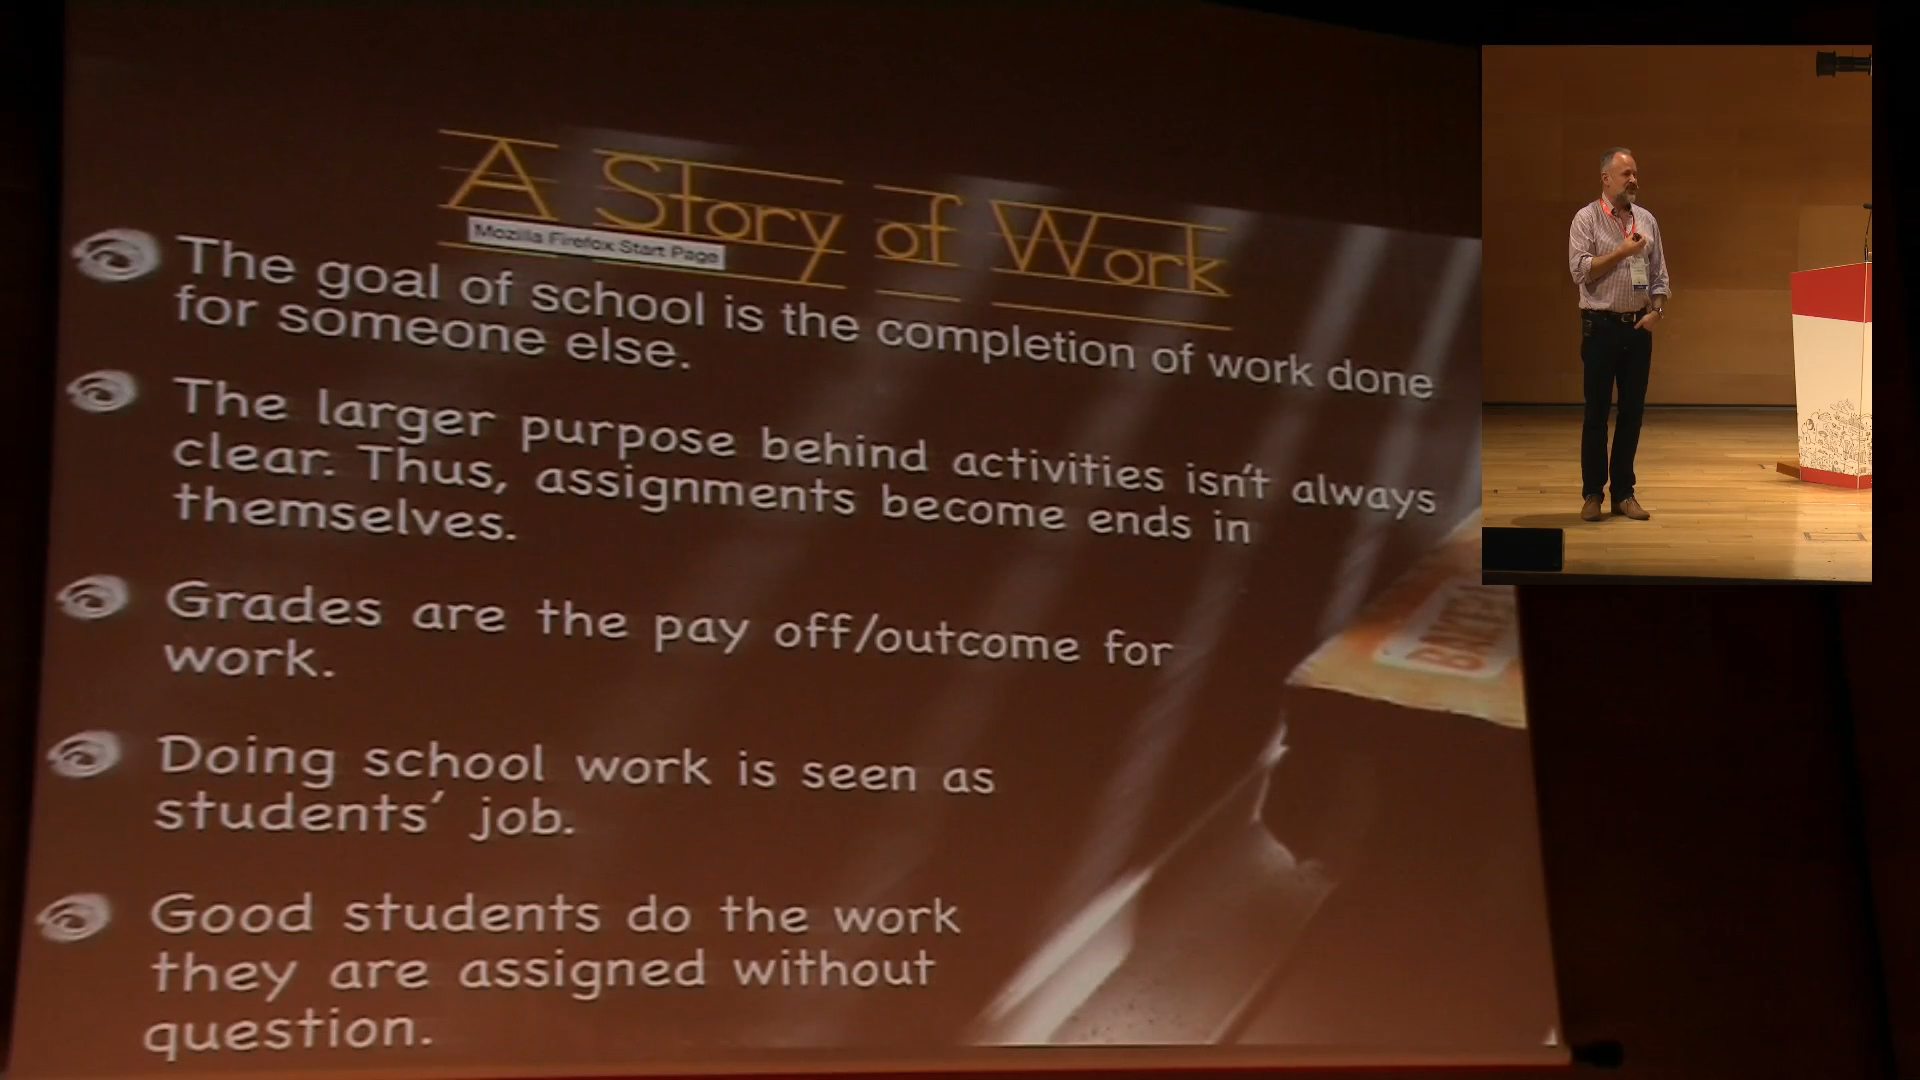 A Story of Work
Mozilla Firefox Start Page
The goal of school is the completion of work done
for someone else.
The larger purpose behind activities isn't always
clear. Thus, assignments become ends in
themselves.
Grades are the pay off/outcome for
work.
Doing school work is seen as
students' job.
Good students do the work
they are assigned without
question.